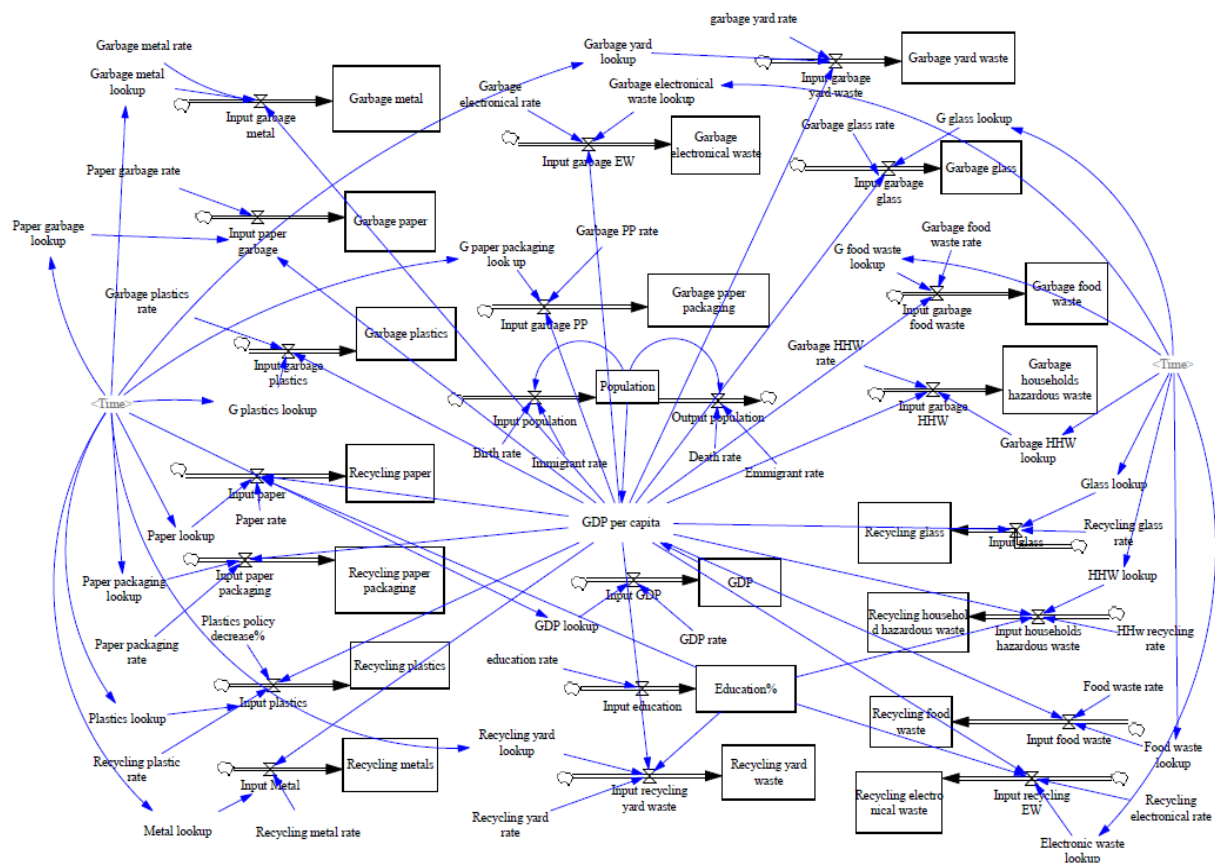 Garbage metal rate
Garbage metal
lookup
Garbage metal
Input garbage
metal
Garbage yard
lookup
garbage yard rate
Input garbage
yard waste
Garbage yard waste
Garbage
electronical rate
Garbage electronical
waste lookup
Input garbage EW
Garbage
electronical waste
Garbage glass rate
G glass lookup
Input garbage
glass
Garbage glass
Paper garbage rate
Paper garbage
lookup
Input paper
garbage
Garbage paper
G paper packaging
look up
Garbage PP rate
Input garbage PP
Garbage paper
packaging
G food waste
lookup
Garbage food
waste rate
Input garbage
food waste
Garbage food
waste
Garbage plastics
rate
Input garbage
plastics
Garbage plastics
G plastics lookup
<Time>
Population
Input population
Output population
Birth rate
Immigrant rate
Death rate
Emmigrant rate
Garbage HHW
rate
Input garbage
HHW
Garbage
households
hazardous waste
Garbage HHW
lookup
<Time>
Input paper
Recycling paper
Paper rate
Paper lookup
GDP per capita
Glass lookup
Recycling glass
Input glass
Recycling glass
rate
Paper packaging
lookup
Input paper
packaging
Recycling paper
packaging
Paper packaging
rate
Input GDP
GDP
GDP lookup
GDP rate
HHW lookup
Recycling househol
d hazardous waste
Input households
hazardous waste
HHw recycling
rate
Plastics policy
decrease%
Input plastics
Recycling plastics
Plastics lookup
Recycling plastic
rate
education rate
Input education
Education%
Food waste rate
Recycling food
waste
Input food waste
Food waste
lookup
Input Metal
Recycling metals
Metal lookup
Recycling metal rate
Recycling yard
lookup
Input recycling
yard waste
Recycling yard
waste
Recycling yard
rate
Recycling electro
nical waste
Input recycling
EW
Recycling
electronical rate
Electronic waste
lookup